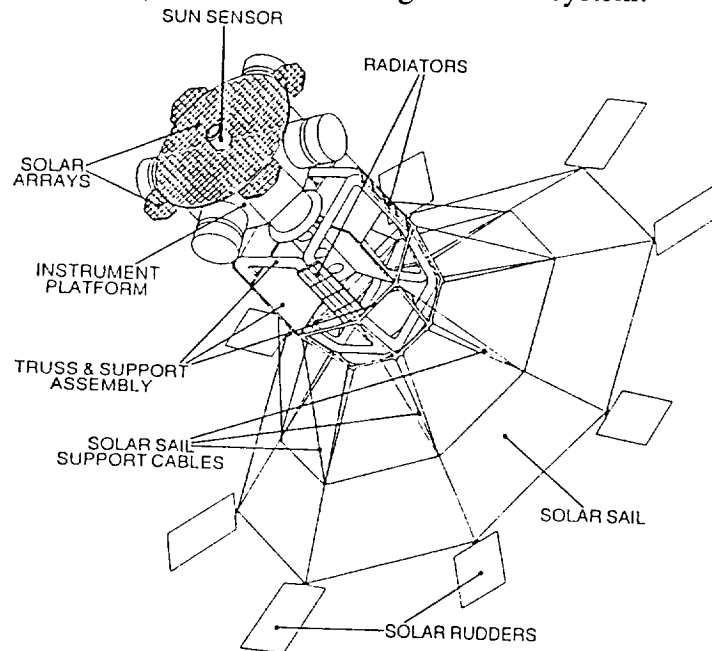 SUN SENSOR
RADIATORS
SOLAR
ARRAYS
INSTRUMENT
PLATFORM
TRUSS & SUPPORT
ASSEMBLY
SOLAR SAIL
SUPPORT CABLES
SOLAR SAIL
SOLAR RUDDERS